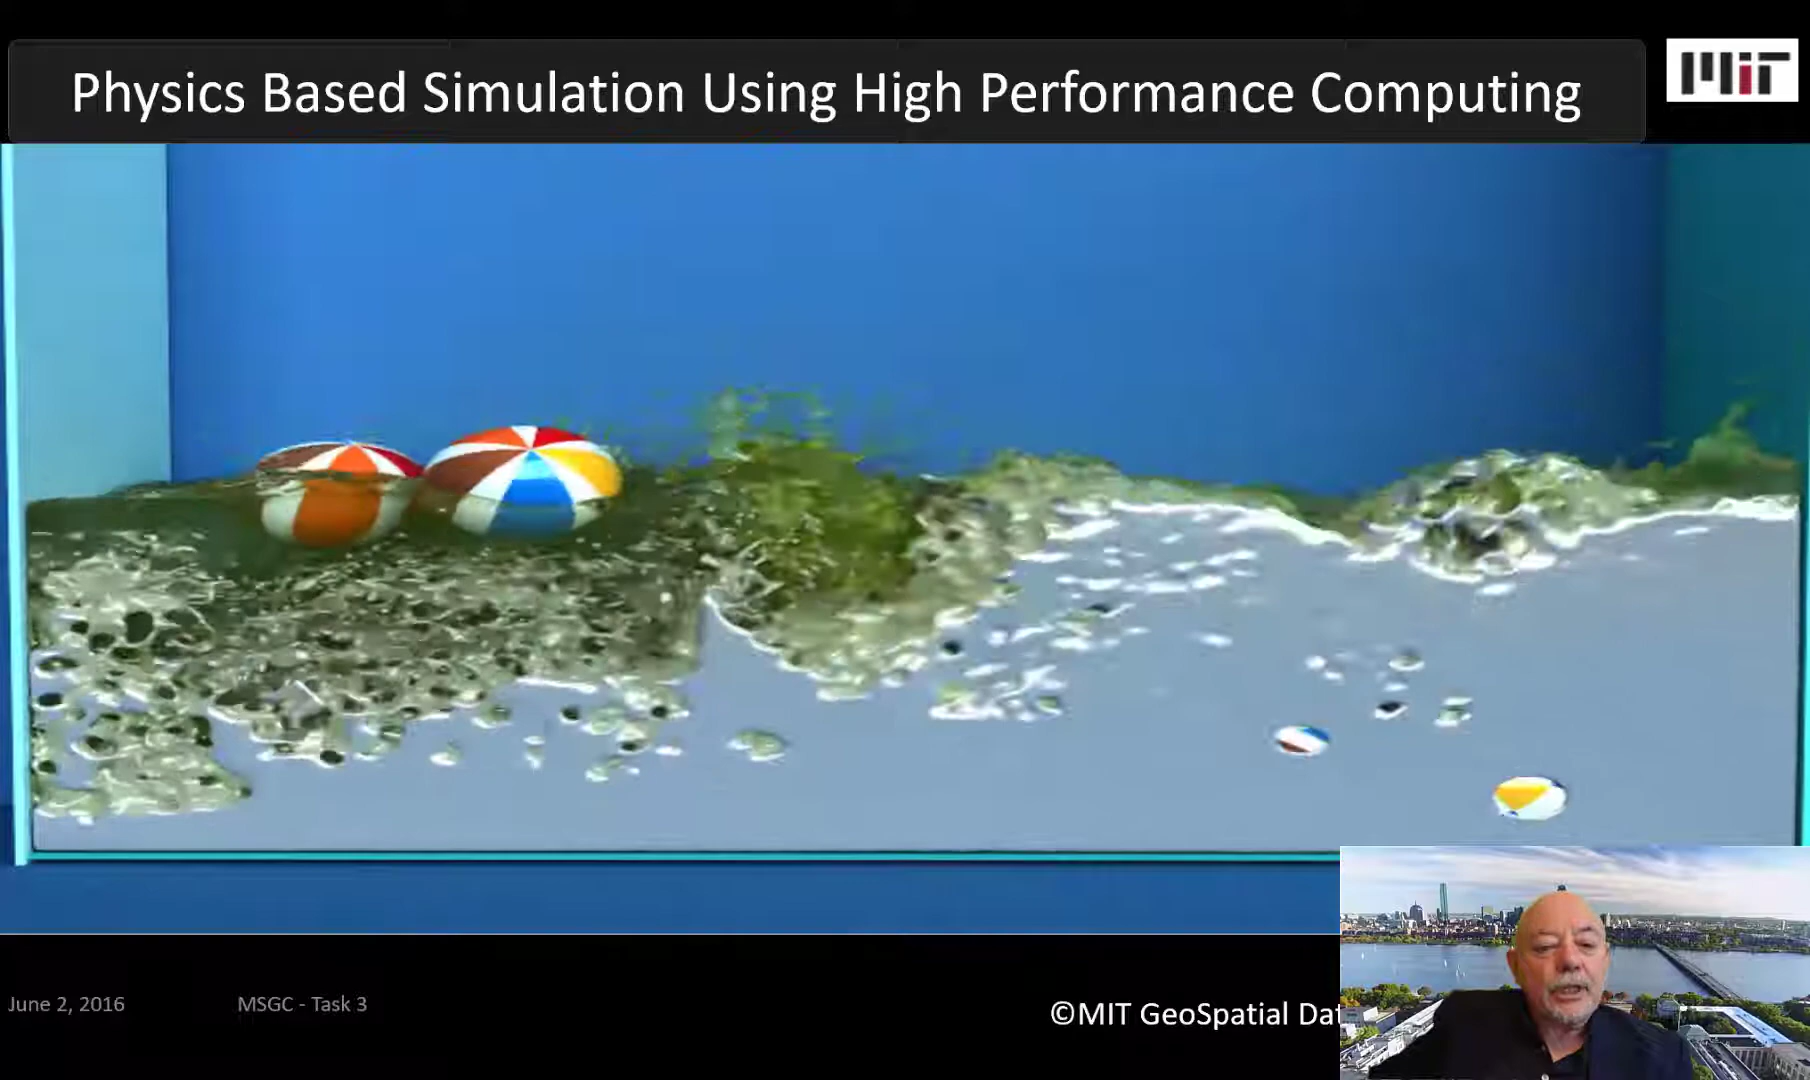 Physics Based Simulation Using High Performance Computing
MIT
June 2, 2016
MSGC - Task 3
©MIT GeoSpatial Dat